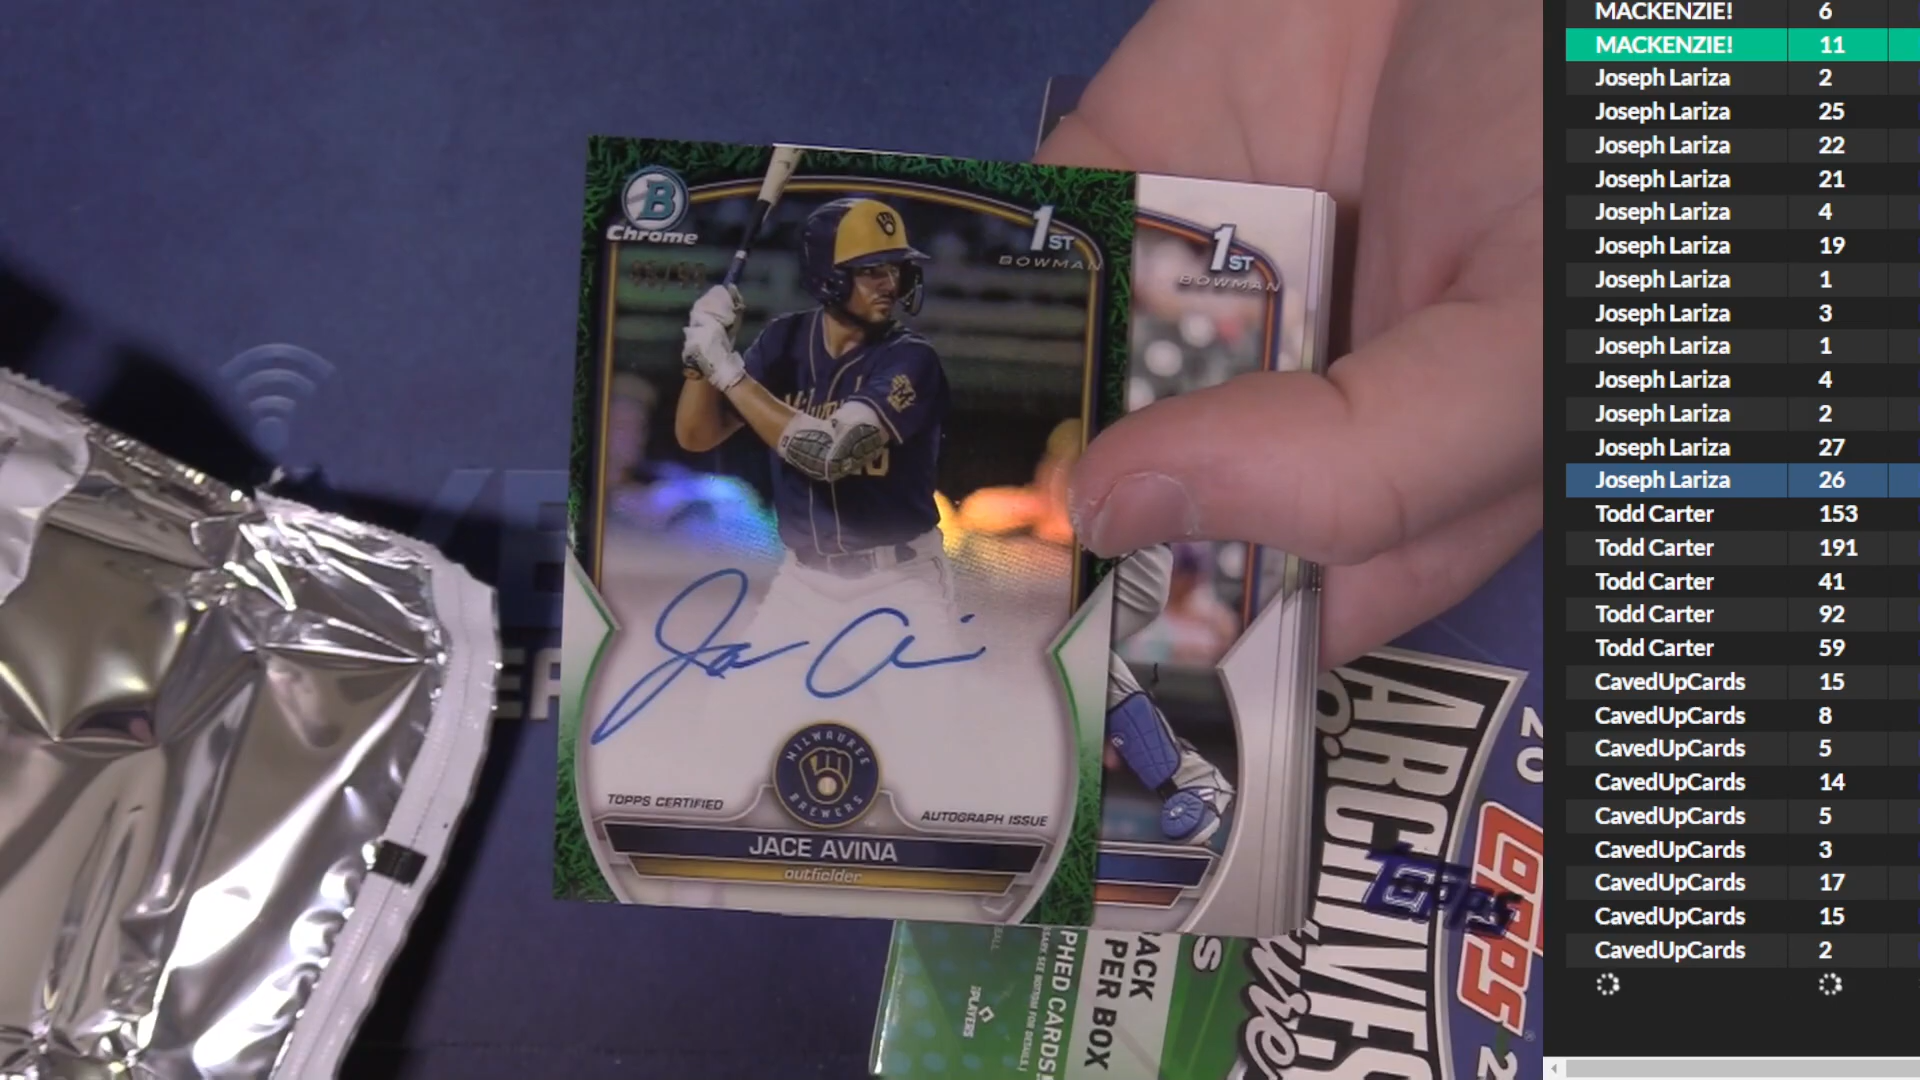 B
Chrome
1ST
BOWMAN
1ST
BOWMAN
TOPPS CERTIFIED
AUTOGRAPH ISSUE
MILWAUKEE
BREWERS
JACE AVINA
outfielder
ARCHIVES
Topps
TOPPS
ACK
PER BOX
PHED CARDS!
PLAYERS
MACKENZIE! 6
MACKENZIE! 11
Joseph Lariza 2
Joseph Lariza 25
Joseph Lariza 22
Joseph Lariza 21
Joseph Lariza 4
Joseph Lariza 19
Joseph Lariza 1
Joseph Lariza 3
Joseph Lariza 1
Joseph Lariza 4
Joseph Lariza 2
Joseph Lariza 27
Joseph Lariza 26
Todd Carter 153
Todd Carter 191
Todd Carter 41
Todd Carter 92
Todd Carter 59
CavedUpCards 15
CavedUpCards 8
CavedUpCards 5
CavedUpCards 14
CavedUpCards 5
CavedUpCards 3
CavedUpCards 17
CavedUpCards 15
CavedUpCards 2